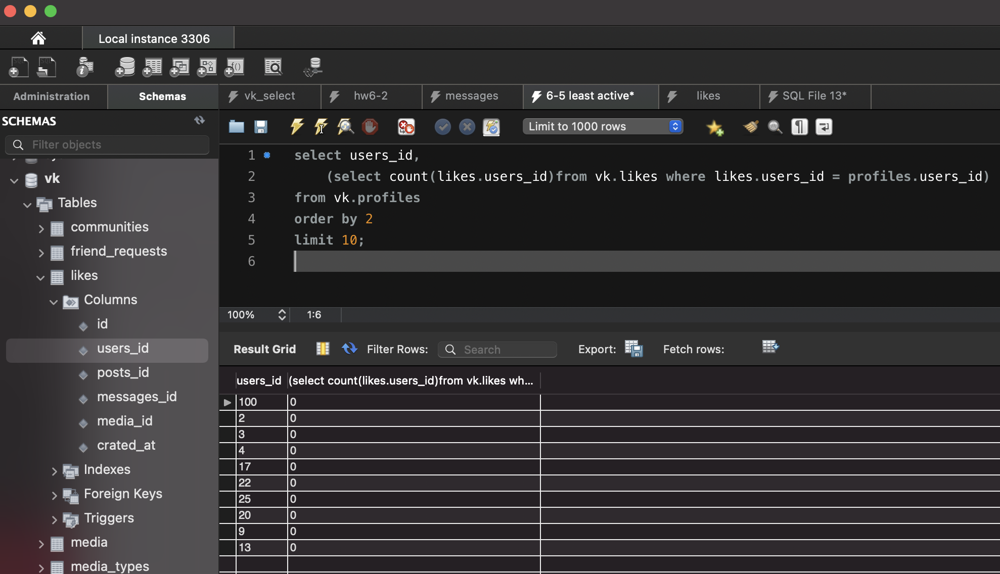 Local instance 3306
Administration
Schemas
vk_select
hw6-2
messages
6-5 least active*
likes
SQL File 13*
SCHEMAS
Filter objects
vk
Tables
communities
friend_requests
likes
Columns
id
users_id
posts_id
messages_id
media_id
crated_at
Indexes
Foreign Keys
Triggers
media
media_types
Limit to 1000 rows
1 select users_id,
2 (select count(likes.users_id)from vk.likes where likes.users_id = profiles.users_id)
3 from vk.profiles
4 order by 2
5 limit 10;
6
100% 1:6
Result Grid Filter Rows: Search Export: Fetch rows:
users_id (select count(likes.users_id)from vk.likes wh...
100 0
2 0
3 0
4 0
17 0
22 0
25 0
20 0
9 0
13 0